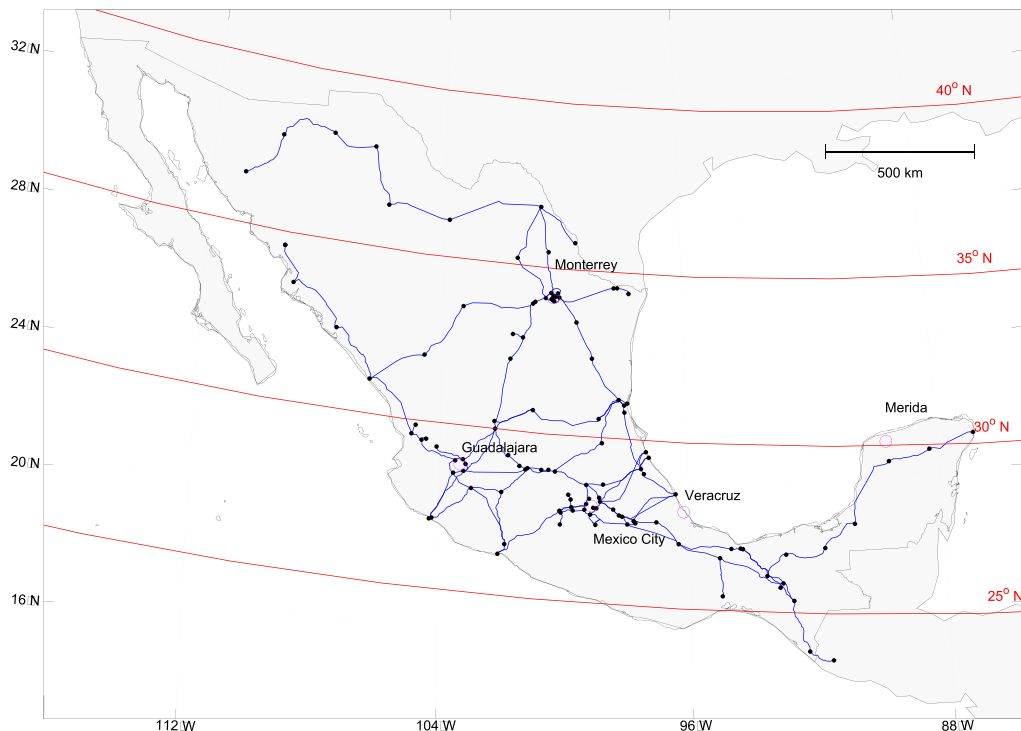 32°N
40° N
500 km
28°N
35° N
Monterrey
24°N
Merida
30° N
Guadalajara
20°N
Veracruz
Mexico City
25° N
16°N
112°W
104°W
96°W
88°W